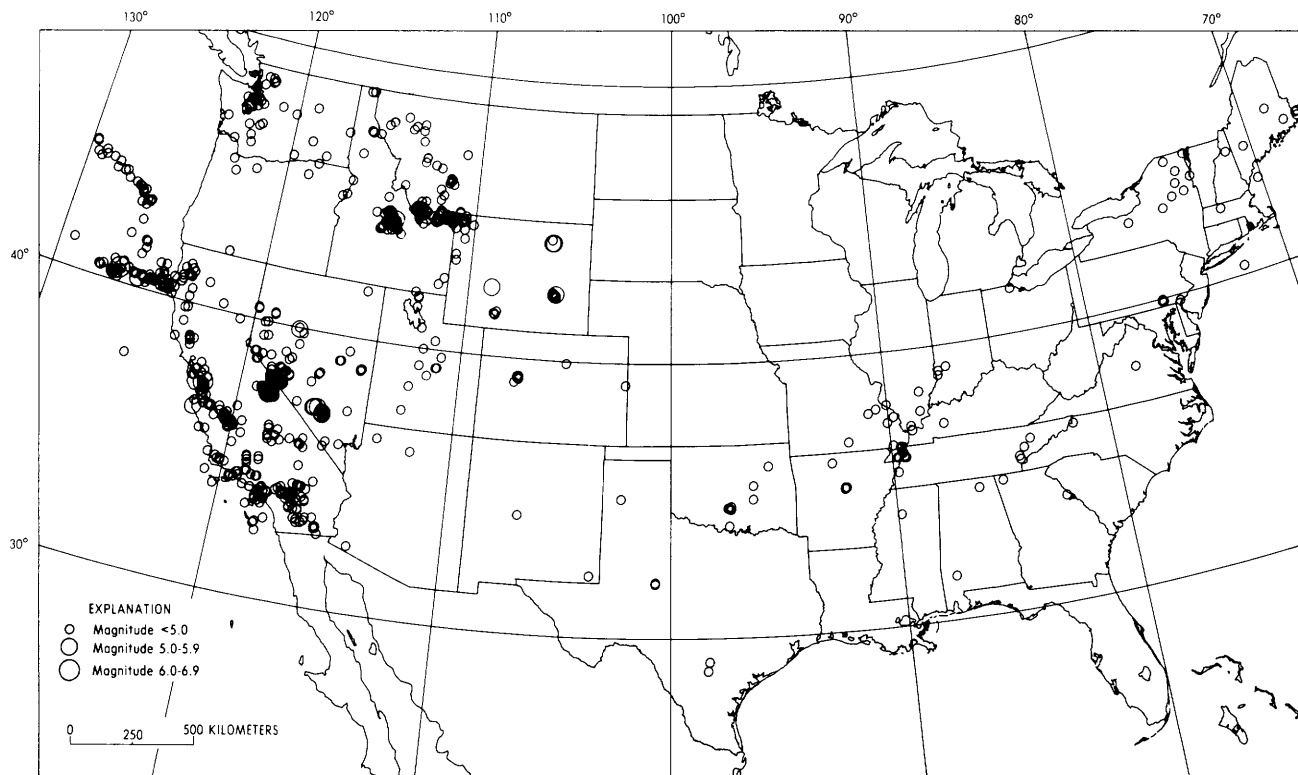 130° 120° 110° 100° 90° 80° 70°
40°
30°
EXPLANATION
Magnitude <5.0
Magnitude 5.0-5.9
Magnitude 6.0-6.9
0 500 KILOMETERS
250